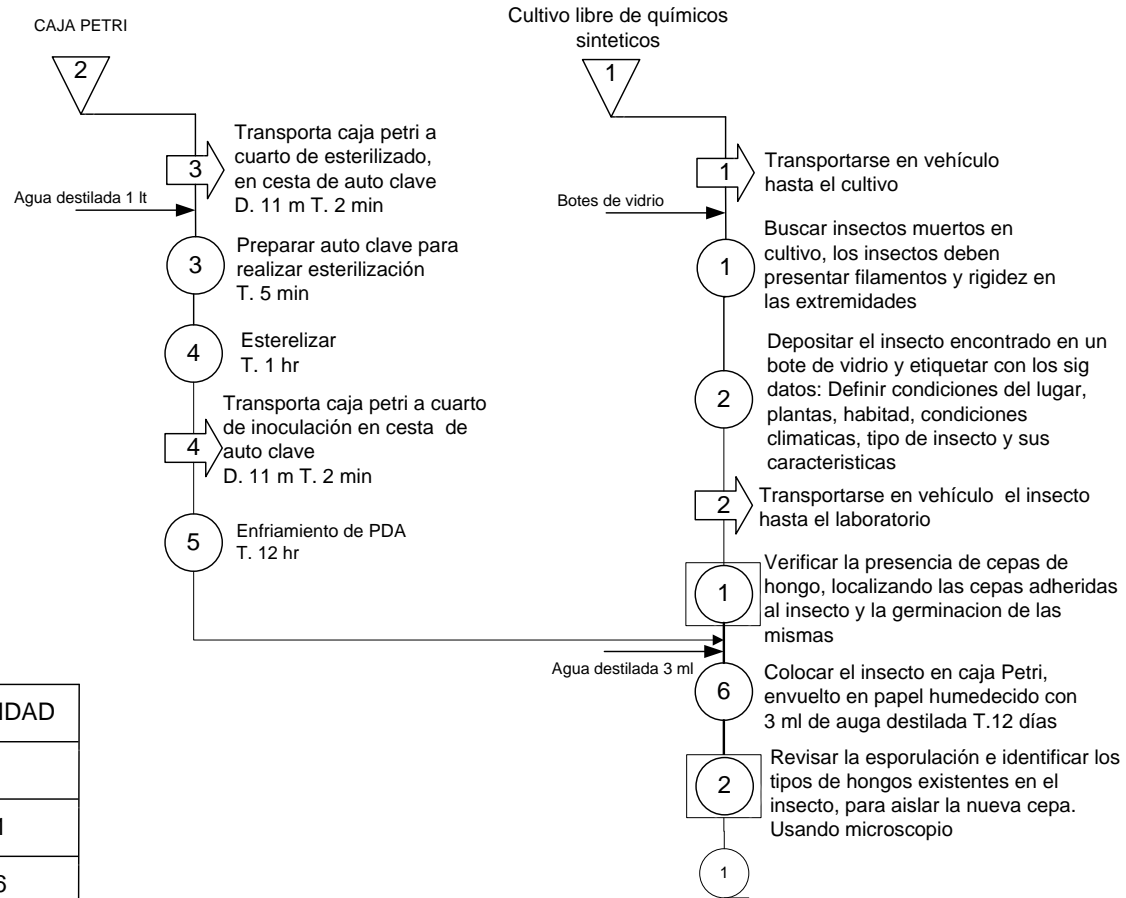 CAJA PETRI
2
3
Transporta caja petri a
cuarto de esterilizado,
en cesta de auto clave
D. 11 m T. 2 min
Agua destilada 1 lt
3
Preparar auto clave para
realizar esterilización
T. 5 min
4
Esterelizar
T. 1 hr
4
Transporta caja petri a cuarto
de inoculación en cesta de
auto clave
D. 11 m T. 2 min
5
Enfriamiento de PDA
T. 12 hr
Cultivo libre de químicos
sinteticos
1
1
Transportarse en vehículo
hasta el cultivo
Botes de vidrio
1
Buscar insectos muertos en
cultivo, los insectos deben
presentar filamentos y rigidez en
las extremidades
2
Depositar el insecto encontrado en un
bote de vidrio y etiquetar con los sig
datos: Definir condiciones del lugar,
plantas, habitad, condiciones
climaticas, tipo de insecto y sus
caracteristicas
2
Transportarse en vehículo el insecto
hasta el laboratorio
1
Verificar la presencia de cepas de
hongo, localizando las cepas adheridas
al insecto y la germinacion de las
mismas
Agua destilada 3 ml
6
Colocar el insecto en caja Petri,
envuelto en papel humedecido con
3 ml de auga destilada T.12 días
2
Revisar la esporulación e identificar los
tipos de hongos existentes en el
insecto, para aislar la nueva cepa.
Usando microscopio
1